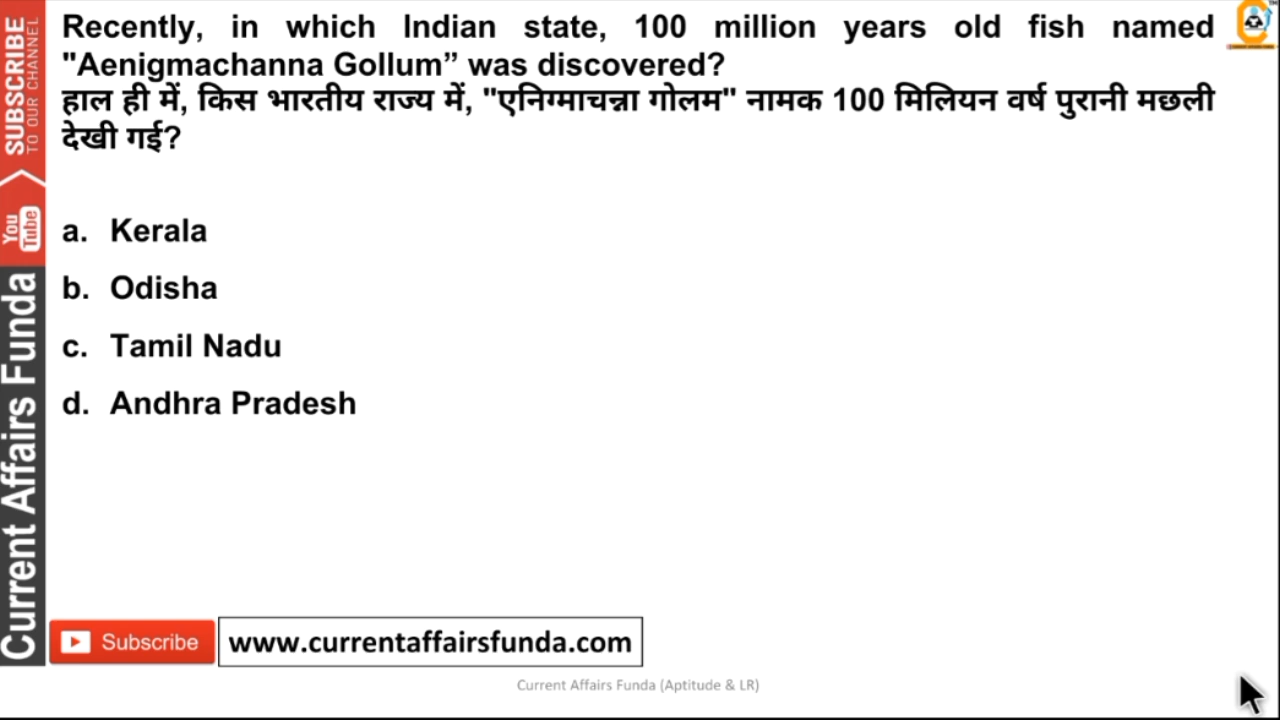 Recently, in which Indian state, 100 million years old fish named
"Aenigmachanna Gollum” was discovered?
हाल ही में, किस भारतीय राज्य में, "एनिग्माचन्ना गोलम" नामक 100 मिलियन वर्ष पुरानी मछली
देखी गई?
a. Kerala
b. Odisha
c. Tamil Nadu
d. Andhra Pradesh
SUBSCRIBE
TO OUR CHANNEL
You
Tube
Current Affairs Funda
Subscribe
www.currentaffairsfunda.com
Current Affairs Funda (Aptitude & LR)